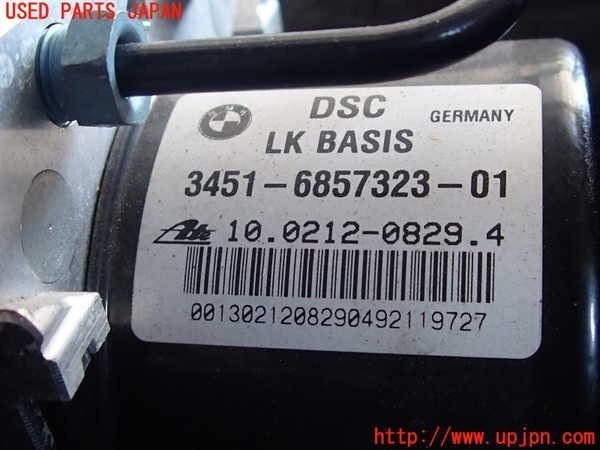 USED PARTS JAPAN
DSC GERMANY
LK BASIS
3451-6857323-01
Ate 10.0212-0829.4
0013021208290492119727
http://www.upjpn.com/